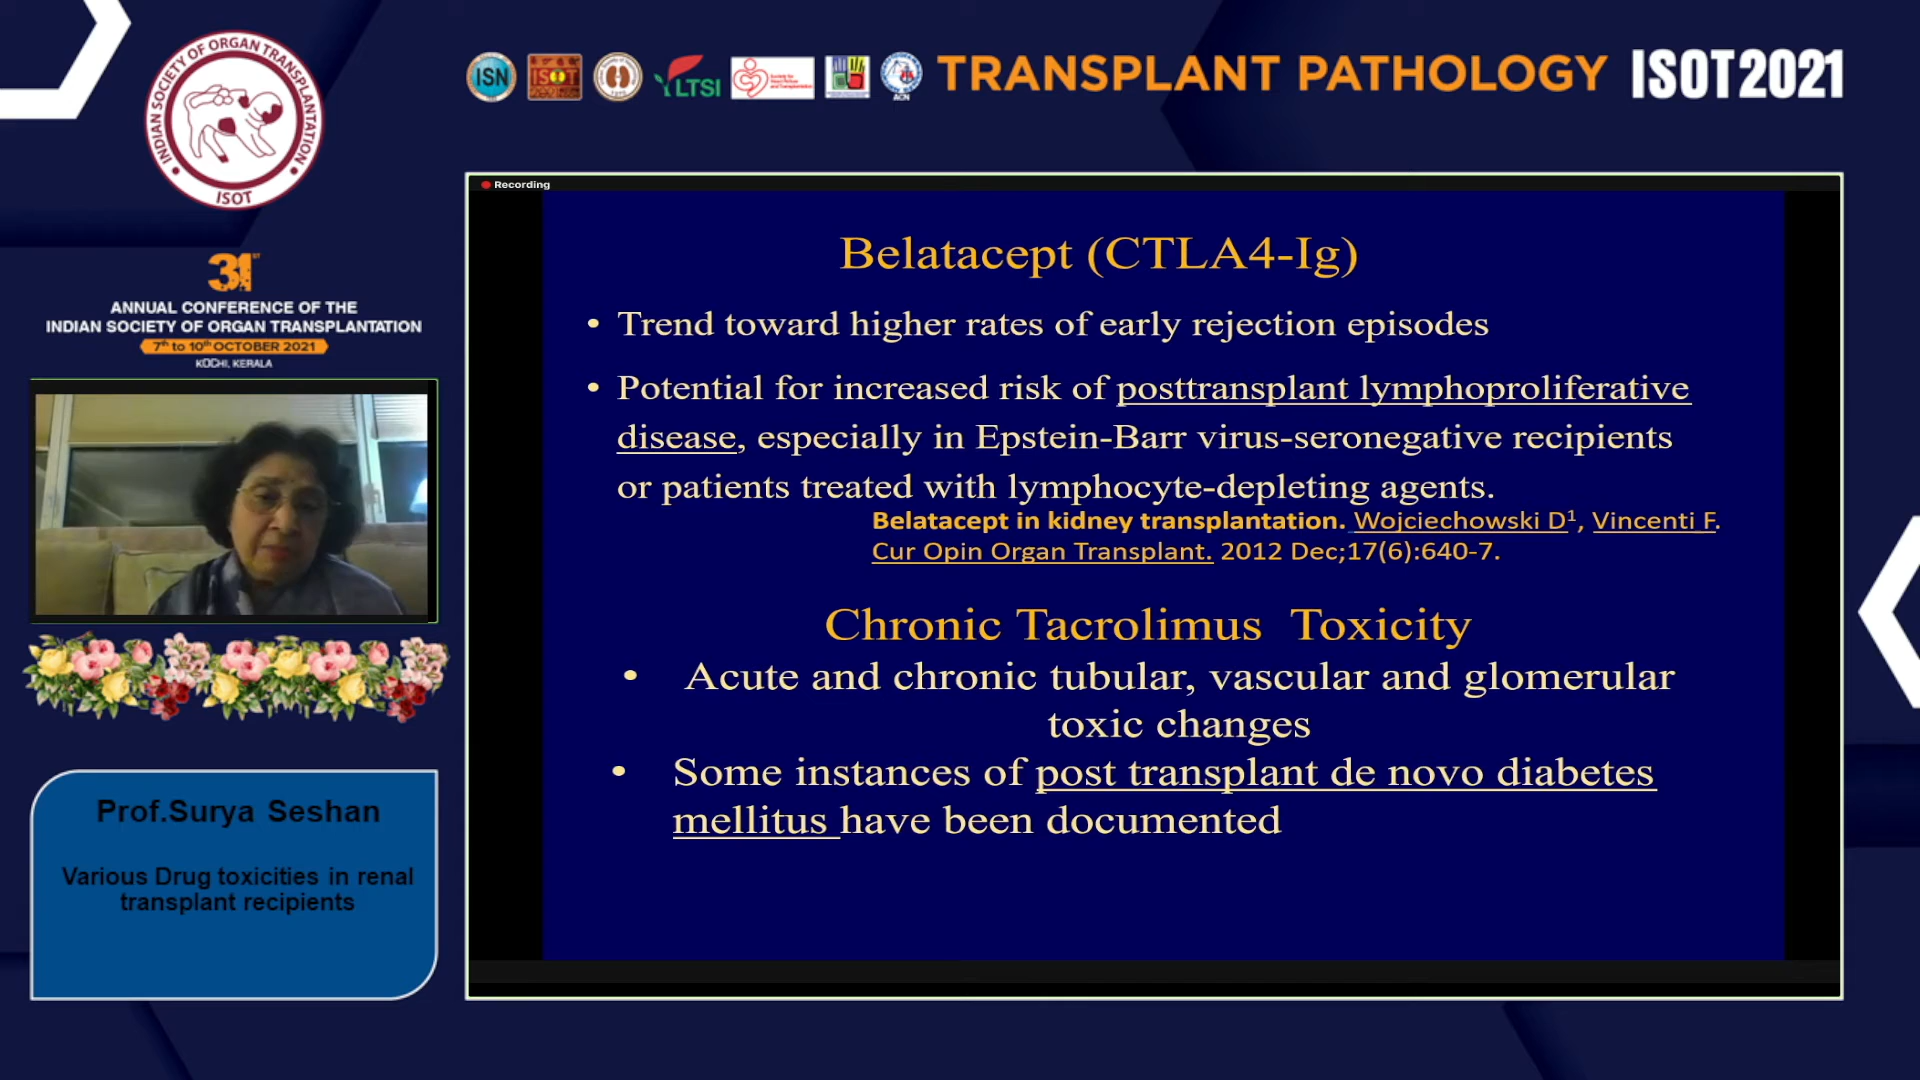 INDIAN SOCIETY OF ORGAN TRANSPLANTATION
ISOT
ISN
ISOT
LTSI
ACN
TRANSPLANT PATHOLOGY ISOT2021
31ST
ANNUAL CONFERENCE OF THE
INDIAN SOCIETY OF ORGAN TRANSPLANTATION
7th to 10th OCTOBER 2021
KOCHI, KERALA
Prof.Surya Seshan
Various Drug toxicities in renal
transplant recipients
Recording
Belatacept (CTLA4-Ig)
• Trend toward higher rates of early rejection episodes
• Potential for increased risk of posttransplant lymphoproliferative
disease, especially in Epstein-Barr virus-seronegative recipients
or patients treated with lymphocyte-depleting agents.
Belatacept in kidney transplantation. Wojciechowski D¹, Vincenti F.
Cur Opin Organ Transplant. 2012 Dec;17(6):640-7.
Chronic Tacrolimus Toxicity
• Acute and chronic tubular, vascular and glomerular
toxic changes
• Some instances of post transplant de novo diabetes
mellitus have been documented